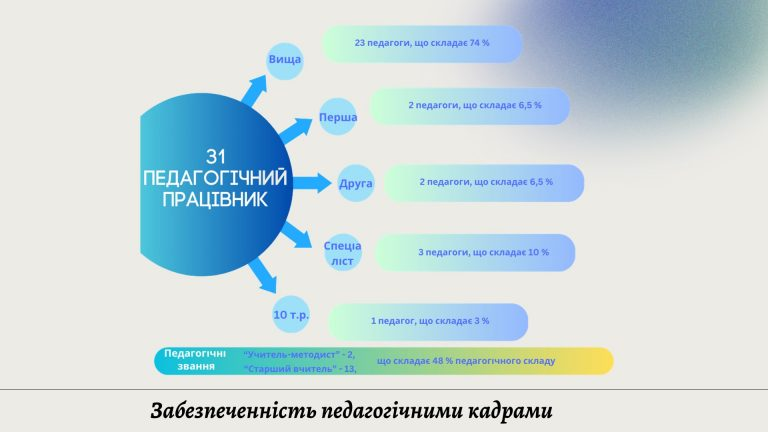 Вища
23 педагоги, що складає 74 %
Перша
2 педагоги, що складає 6,5 %
31
ПЕДАГОГІЧНИЙ
ПРАЦІВНИК
Друга
2 педагоги, що складає 6,5 %
Спеціа
ліст
3 педагоги, що складає 10 %
10 т.р.
1 педагог, що складає 3 %
Педагогічні
звання
“Учитель-методист” - 2,
“Старший вчитель” - 13,
що складає 48 % педагогічного складу
Забезпеченність педагогічними кадрами